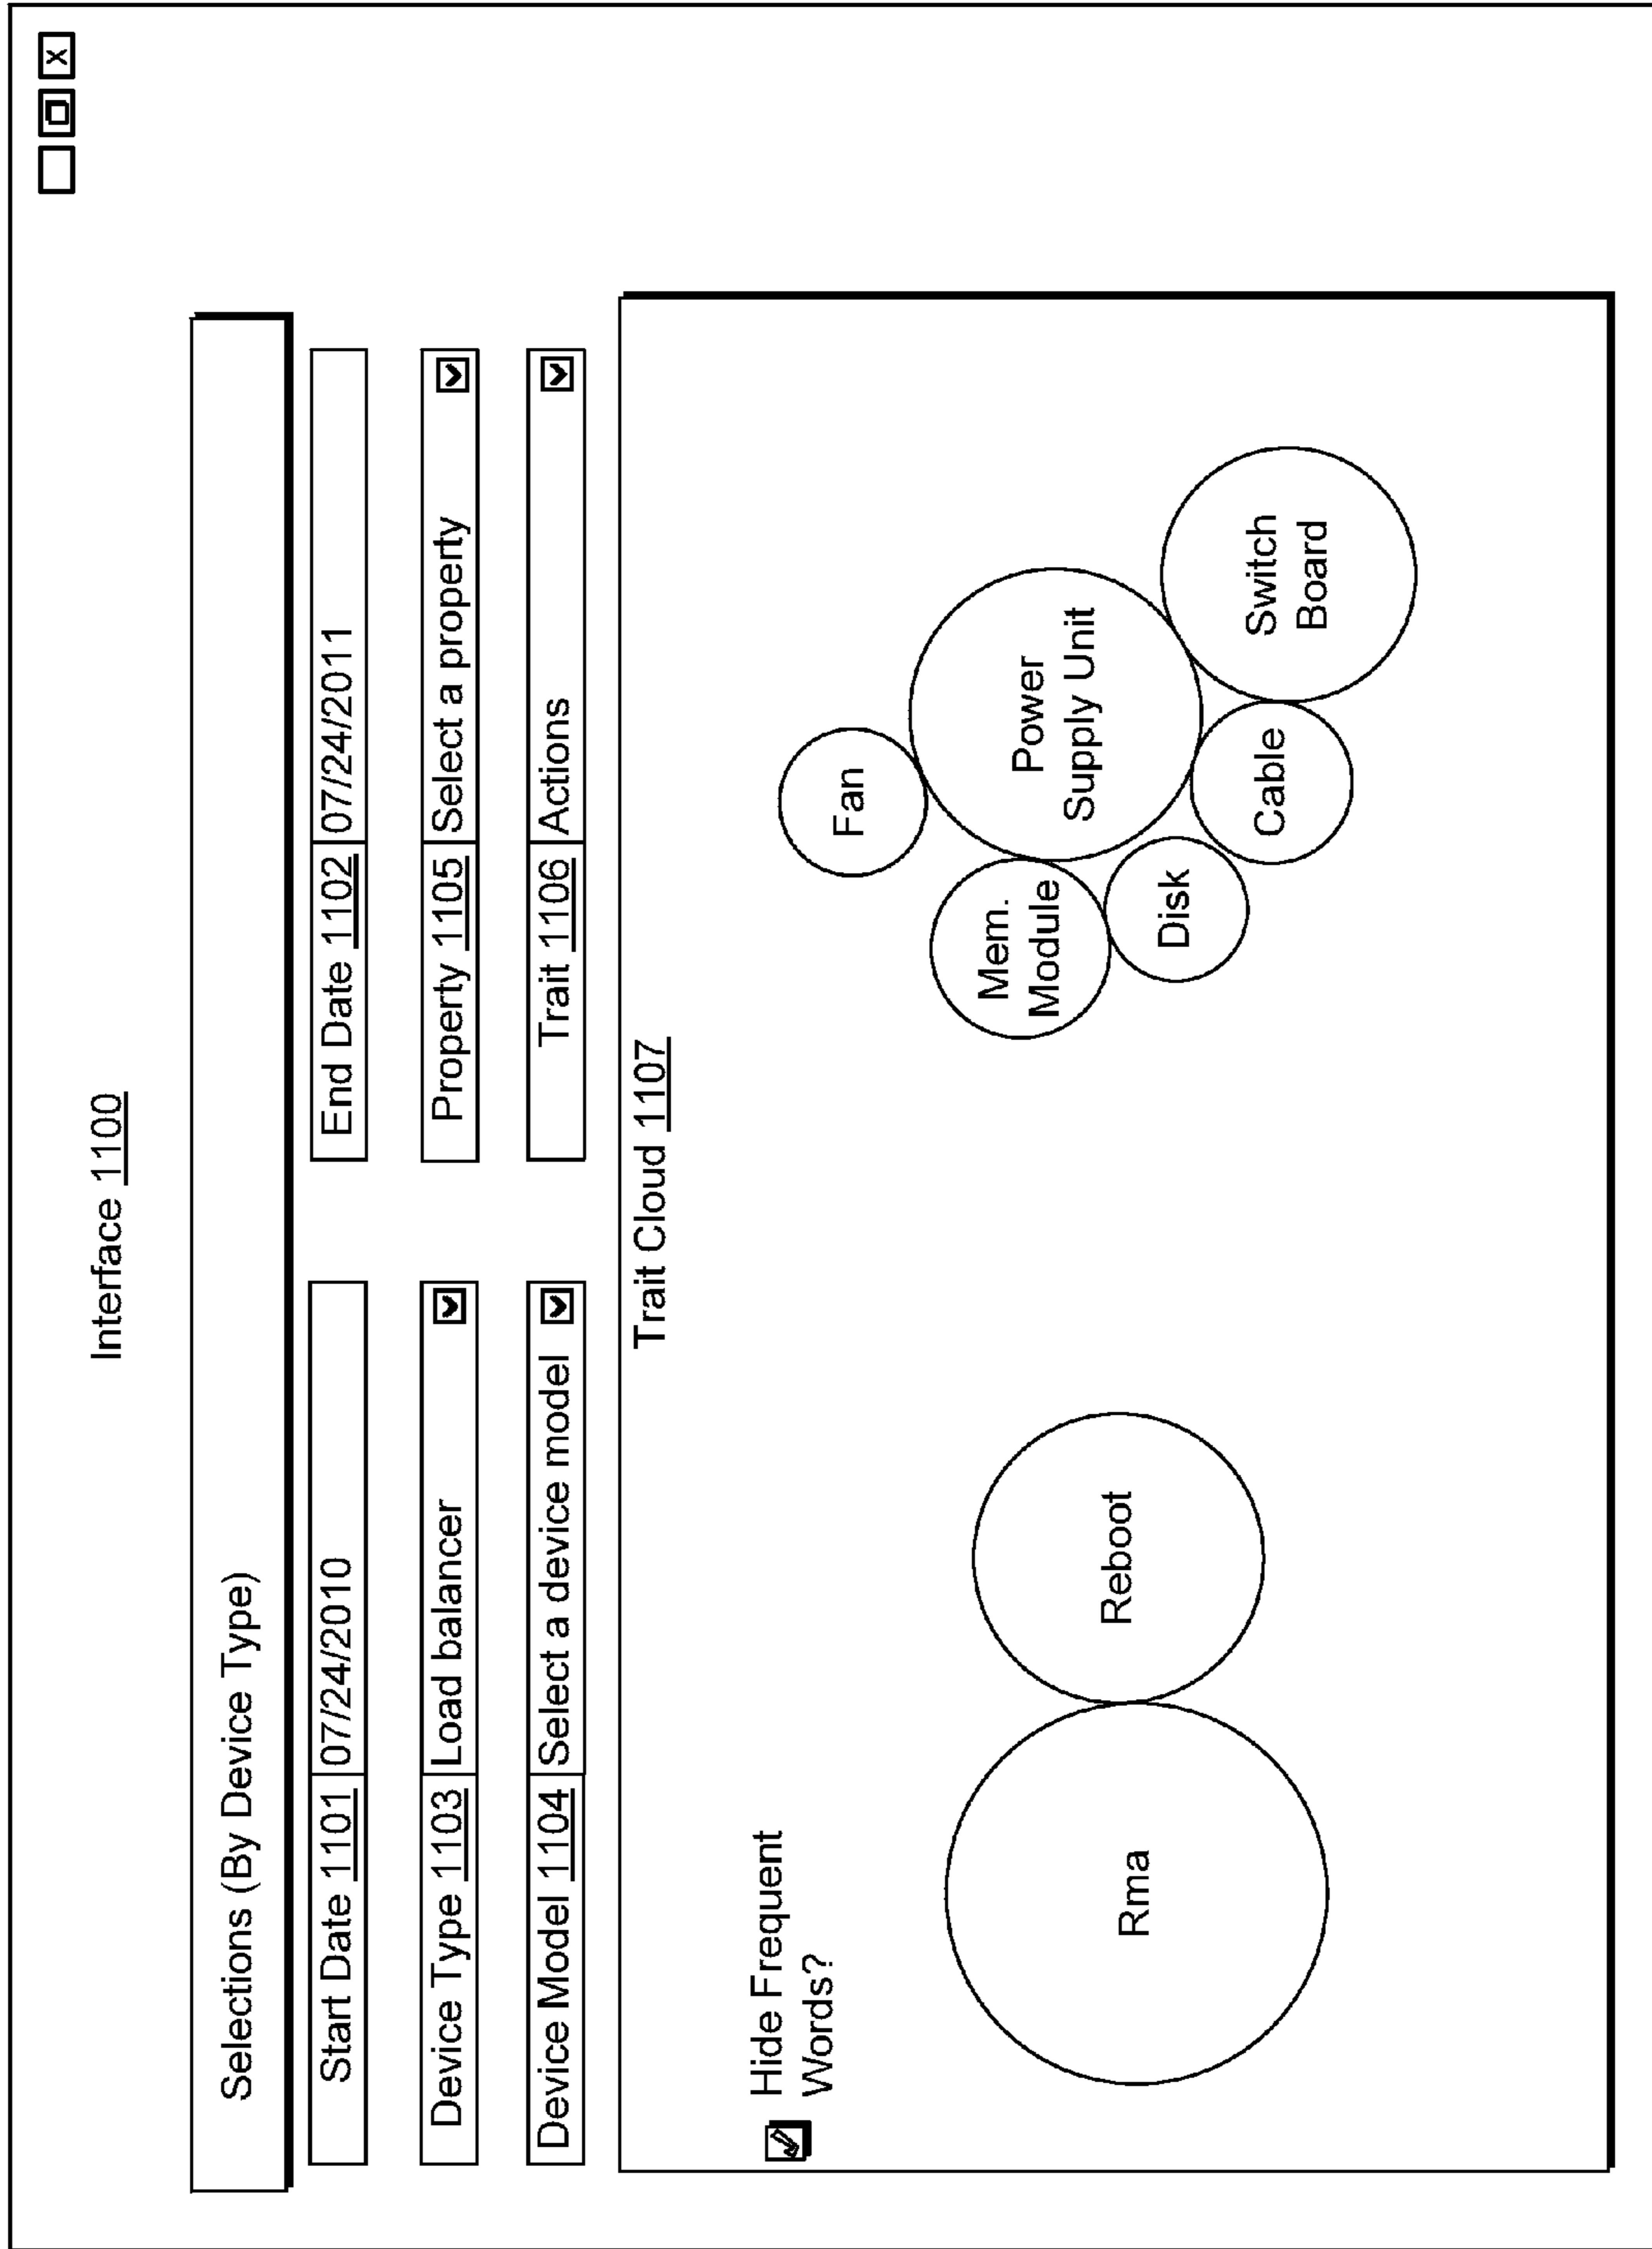 Interface 1100
X
Selections (By Device Type)
Start Date 1101 07/24/2010
End Date 1102 07/24/2011
Device Type 1103 Load balancer
Property 1105 Select a property
Device Model 1104 Select a device model
Trait 1106 Actions
Trait Cloud 1107
Hide Frequent
Words?
Rma
Reboot
Fan
Mem.
Module
Power
Supply Unit
Disk
Cable
Switch
Board